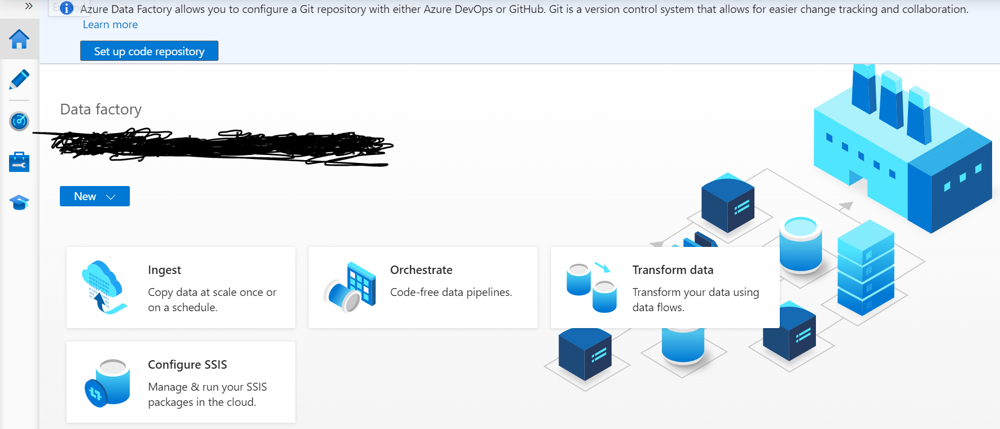 Azure Data Factory allows you to configure a Git repository with either Azure DevOps or GitHub. Git is a version control system that allows for easier change tracking and collaboration.
Learn more
Set up code repository
Data factory
New
Ingest
Copy data at scale once or
on a schedule.
Orchestrate
Code-free data pipelines.
Transform data
Transform your data using
data flows.
Configure SSIS
Manage & run your SSIS
packages in the cloud.